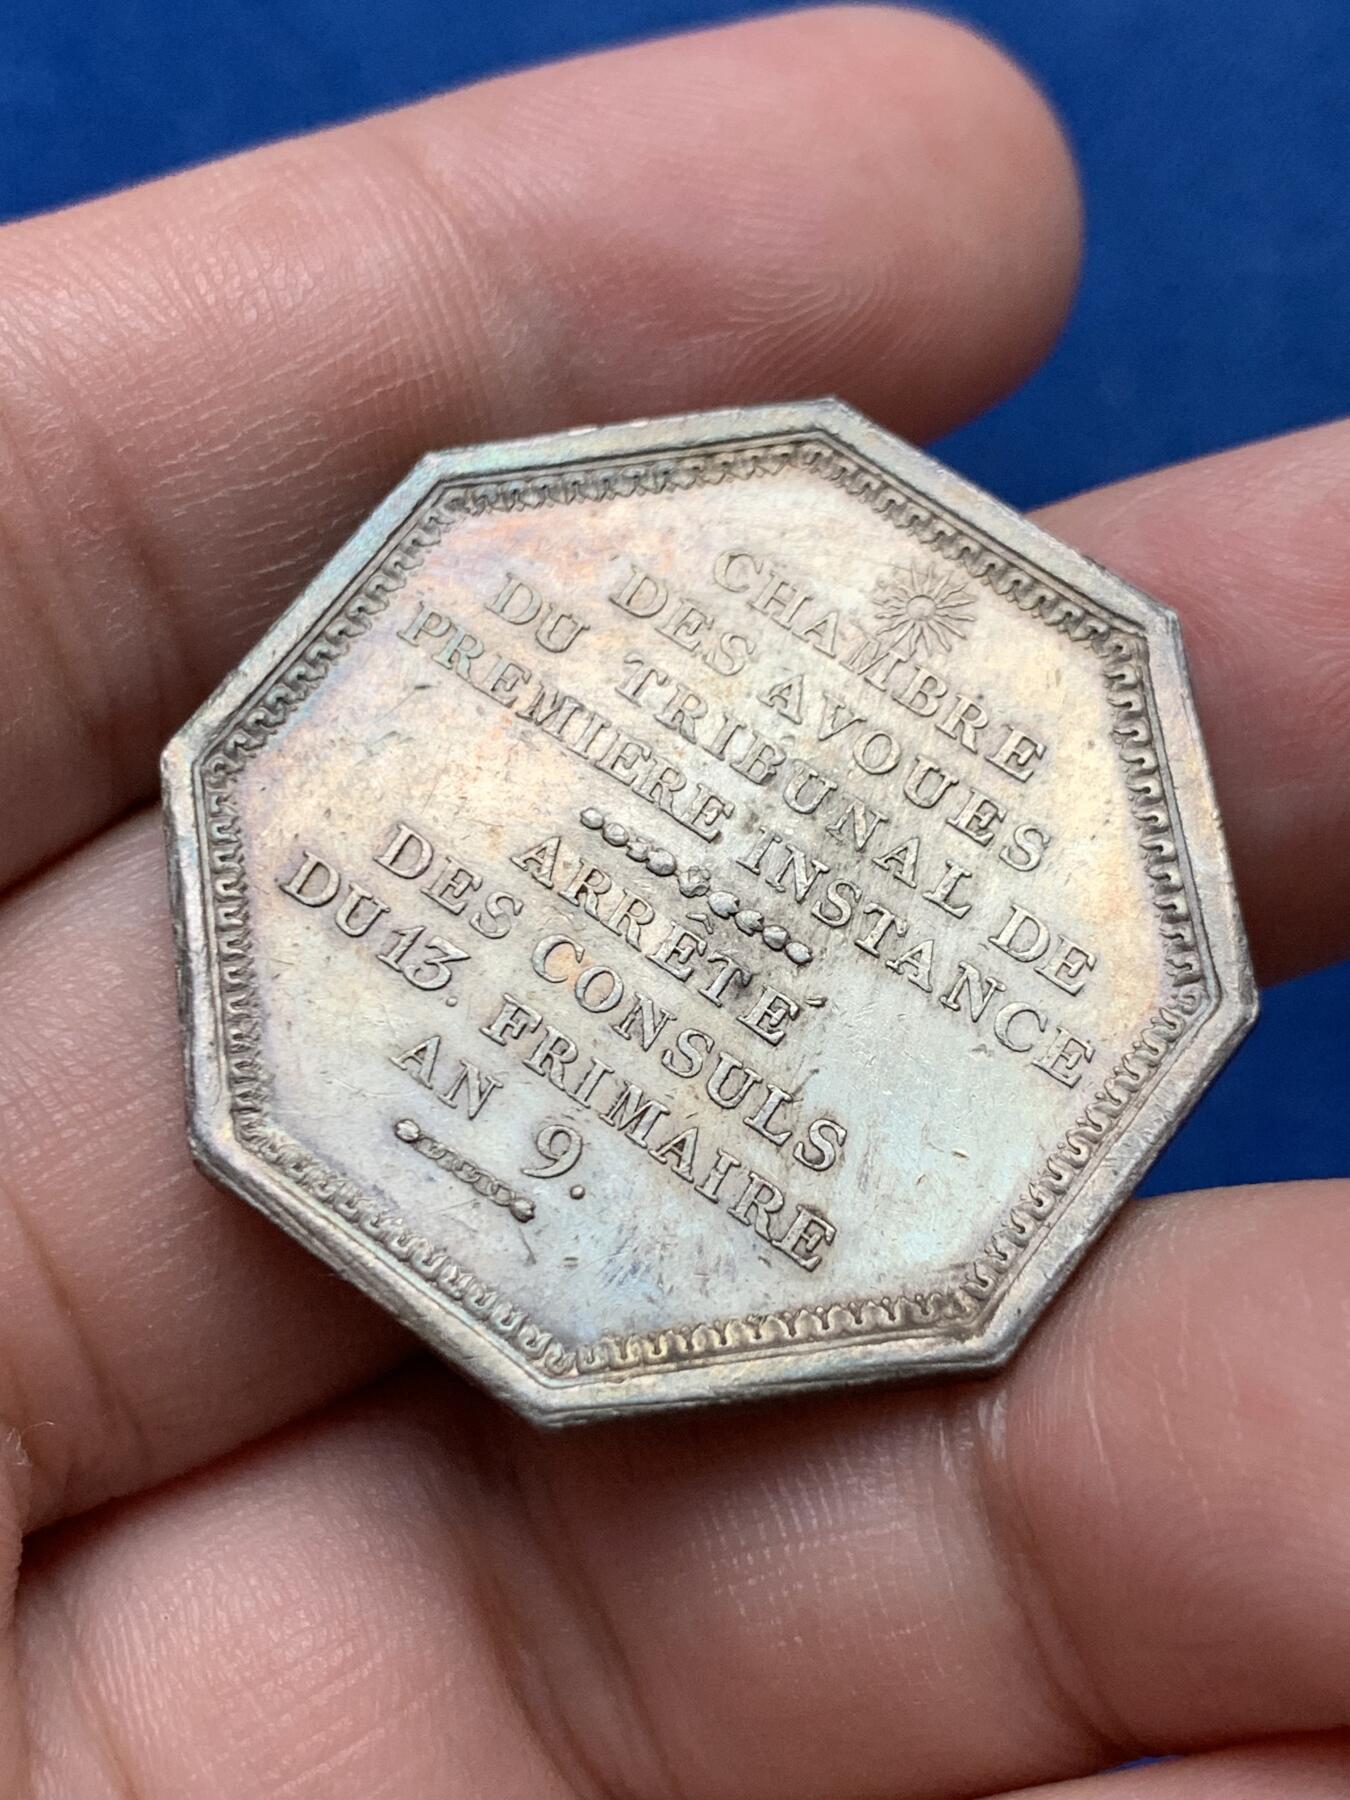 CHAMBRE
DES AVOUES
DU TRIBUNAL DE
PREMIERE INSTANCE
ARRÊTÉ
DES CONSULS
DU 13. FRIMAIRE
AN 9.